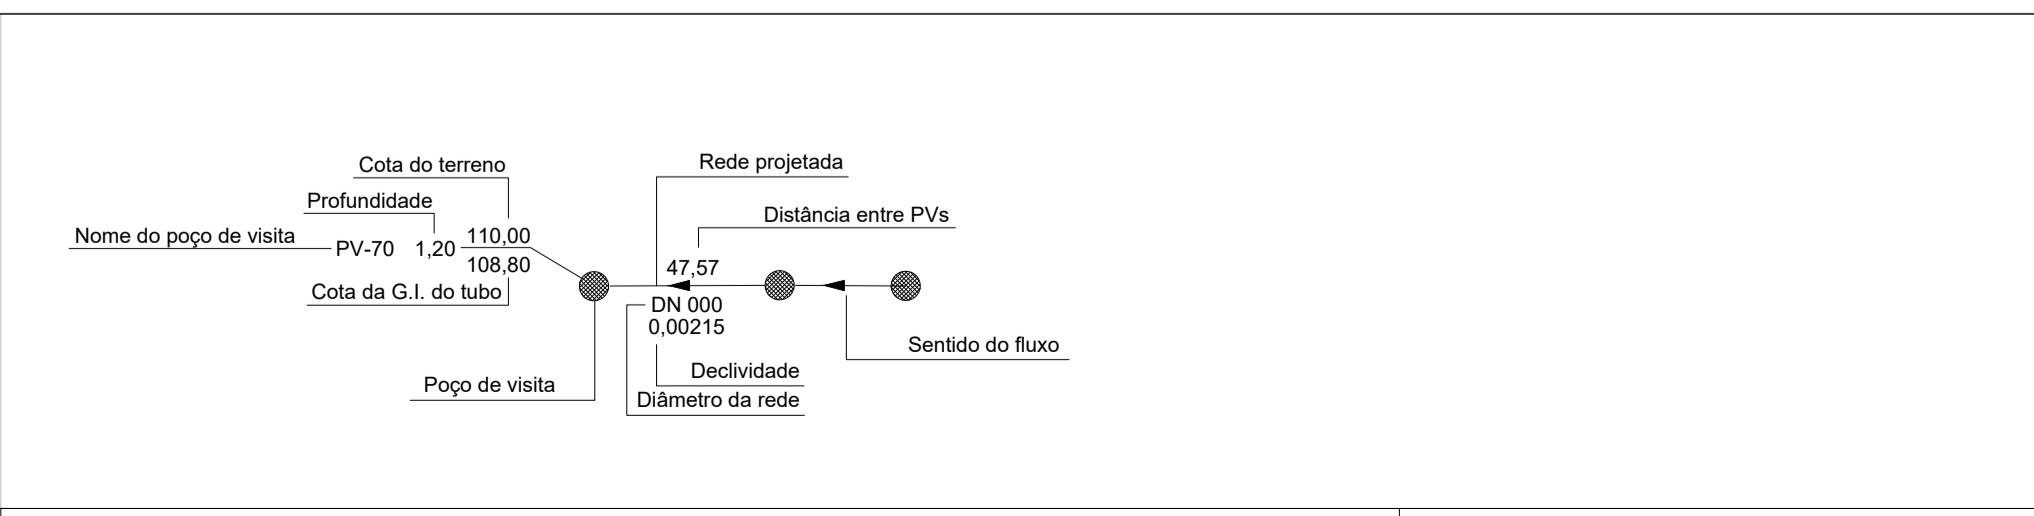 Cota do terreno
Rede projetada
Profundidade
Distância entre PVs
Nome do poço de visita
PV-70
1,20
110,00
108,80
47,57
Cota da G.I. do tubo
DN 000
0,00215
Sentido do fluxo
Declividade
Poço de visita
Diâmetro da rede